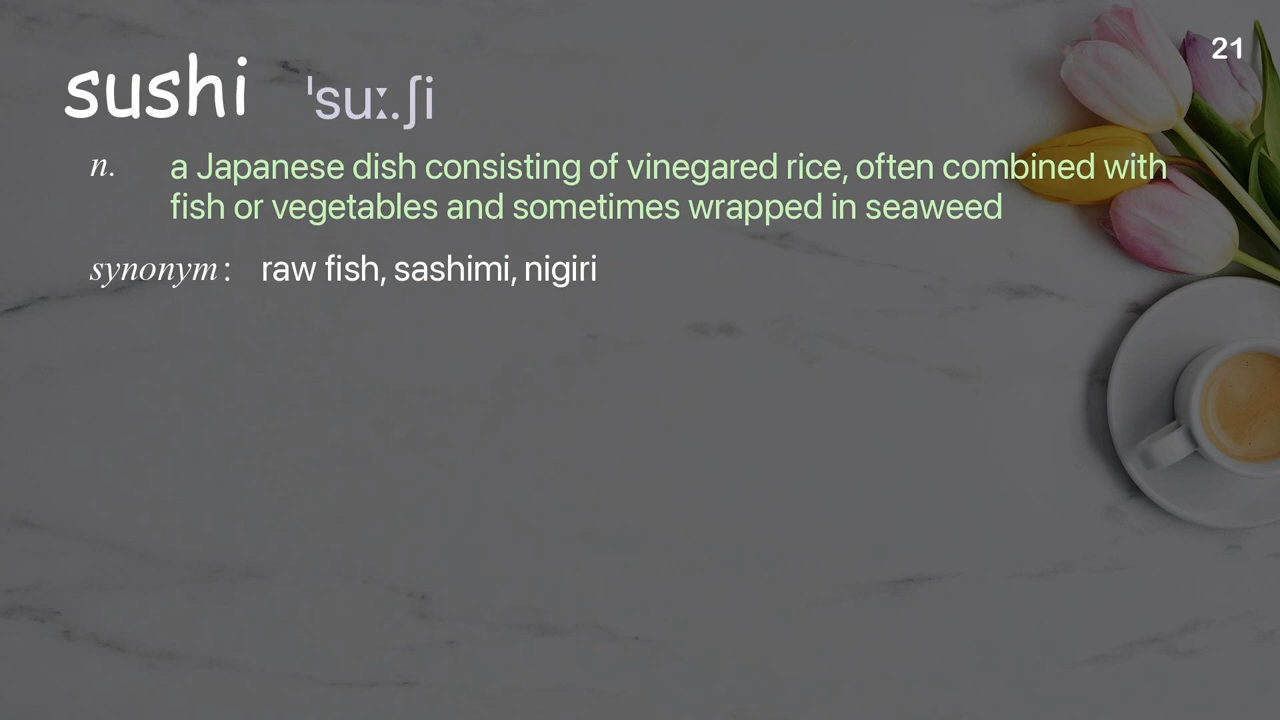 21
sushi ˈsuː.ʃi
n. a Japanese dish consisting of vinegared rice, often combined with
fish or vegetables and sometimes wrapped in seaweed
synonym : raw fish, sashimi, nigiri